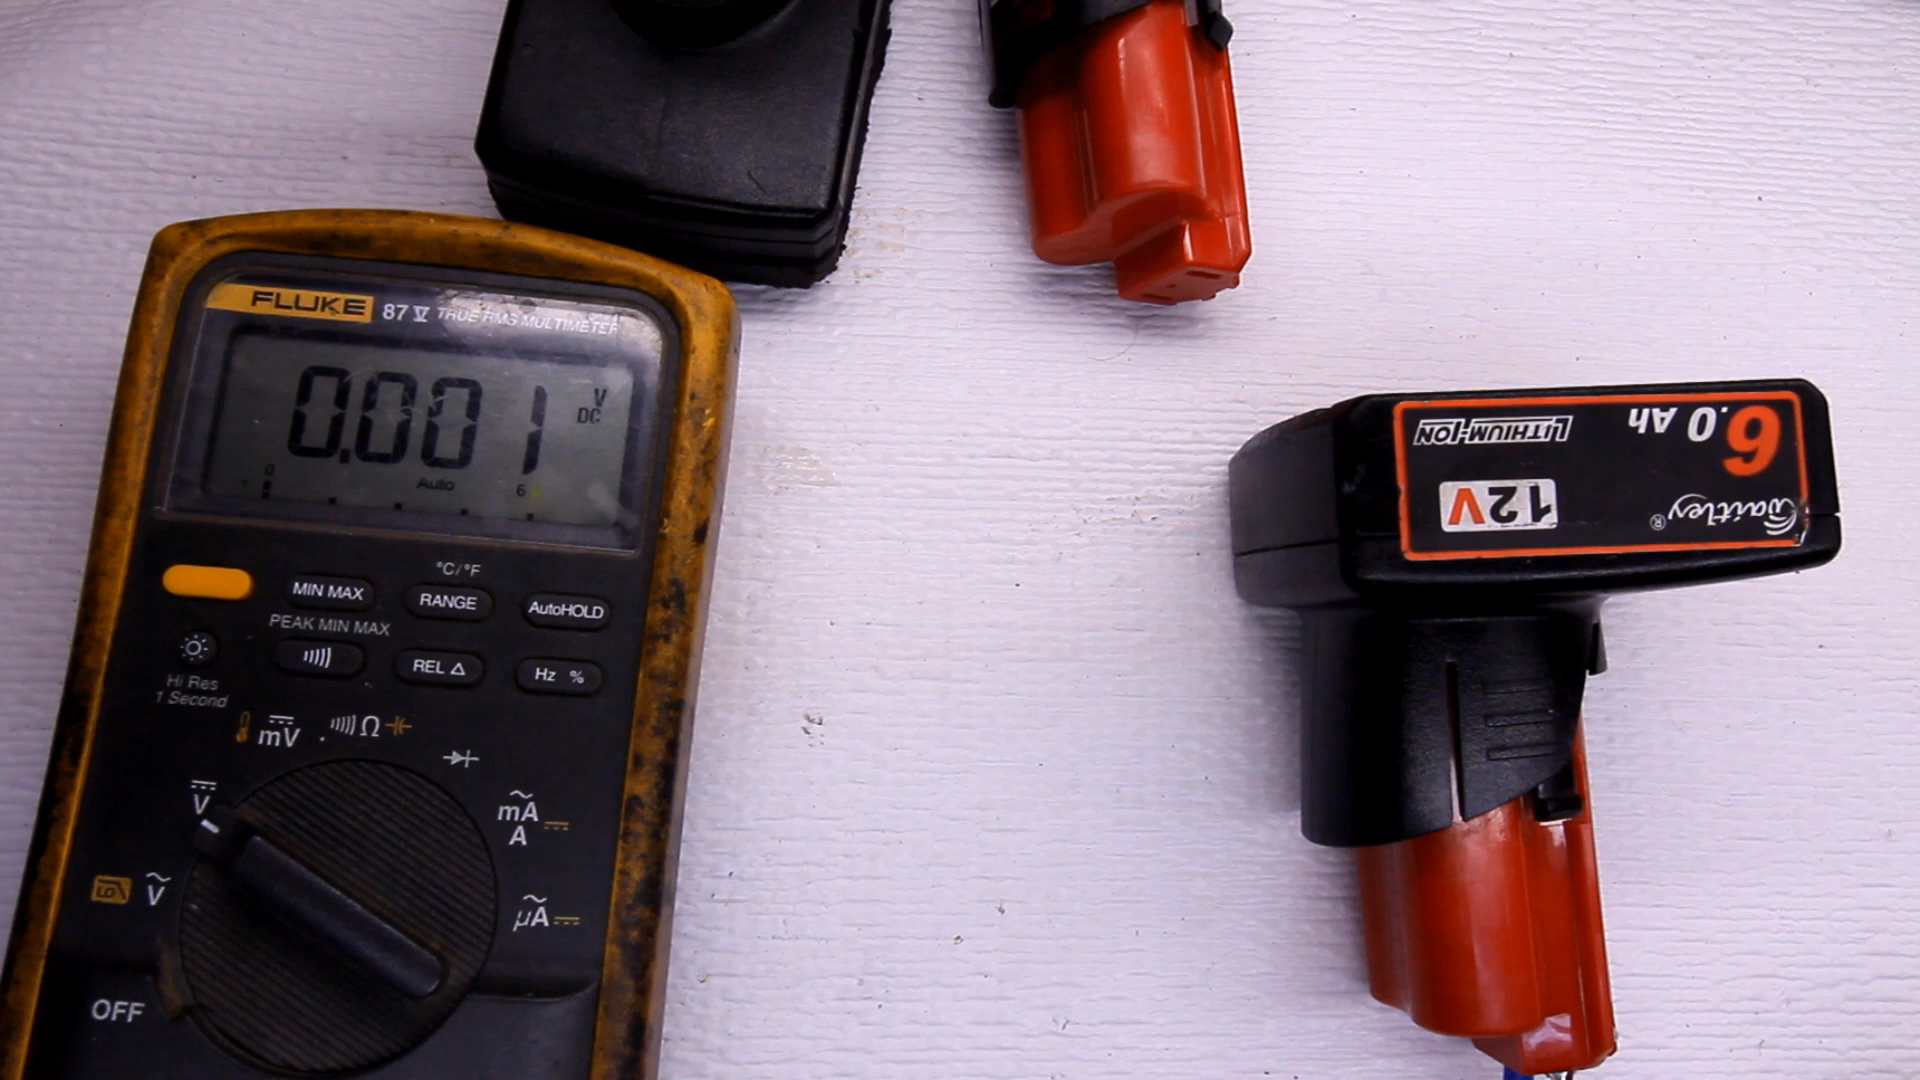 FLUKE 87 V TRUE RMS MULTIMETER
0.001 V DC
0
Auto 6
°C/°F
MIN MAX RANGE AutoHOLD
PEAK MIN MAX
REL Δ Hz %
Hi Res
1 Second
mV Ω
V mA
A
LO V µA
OFF
Waitley®
12V
6.0 Ah
LITHIUM-ION